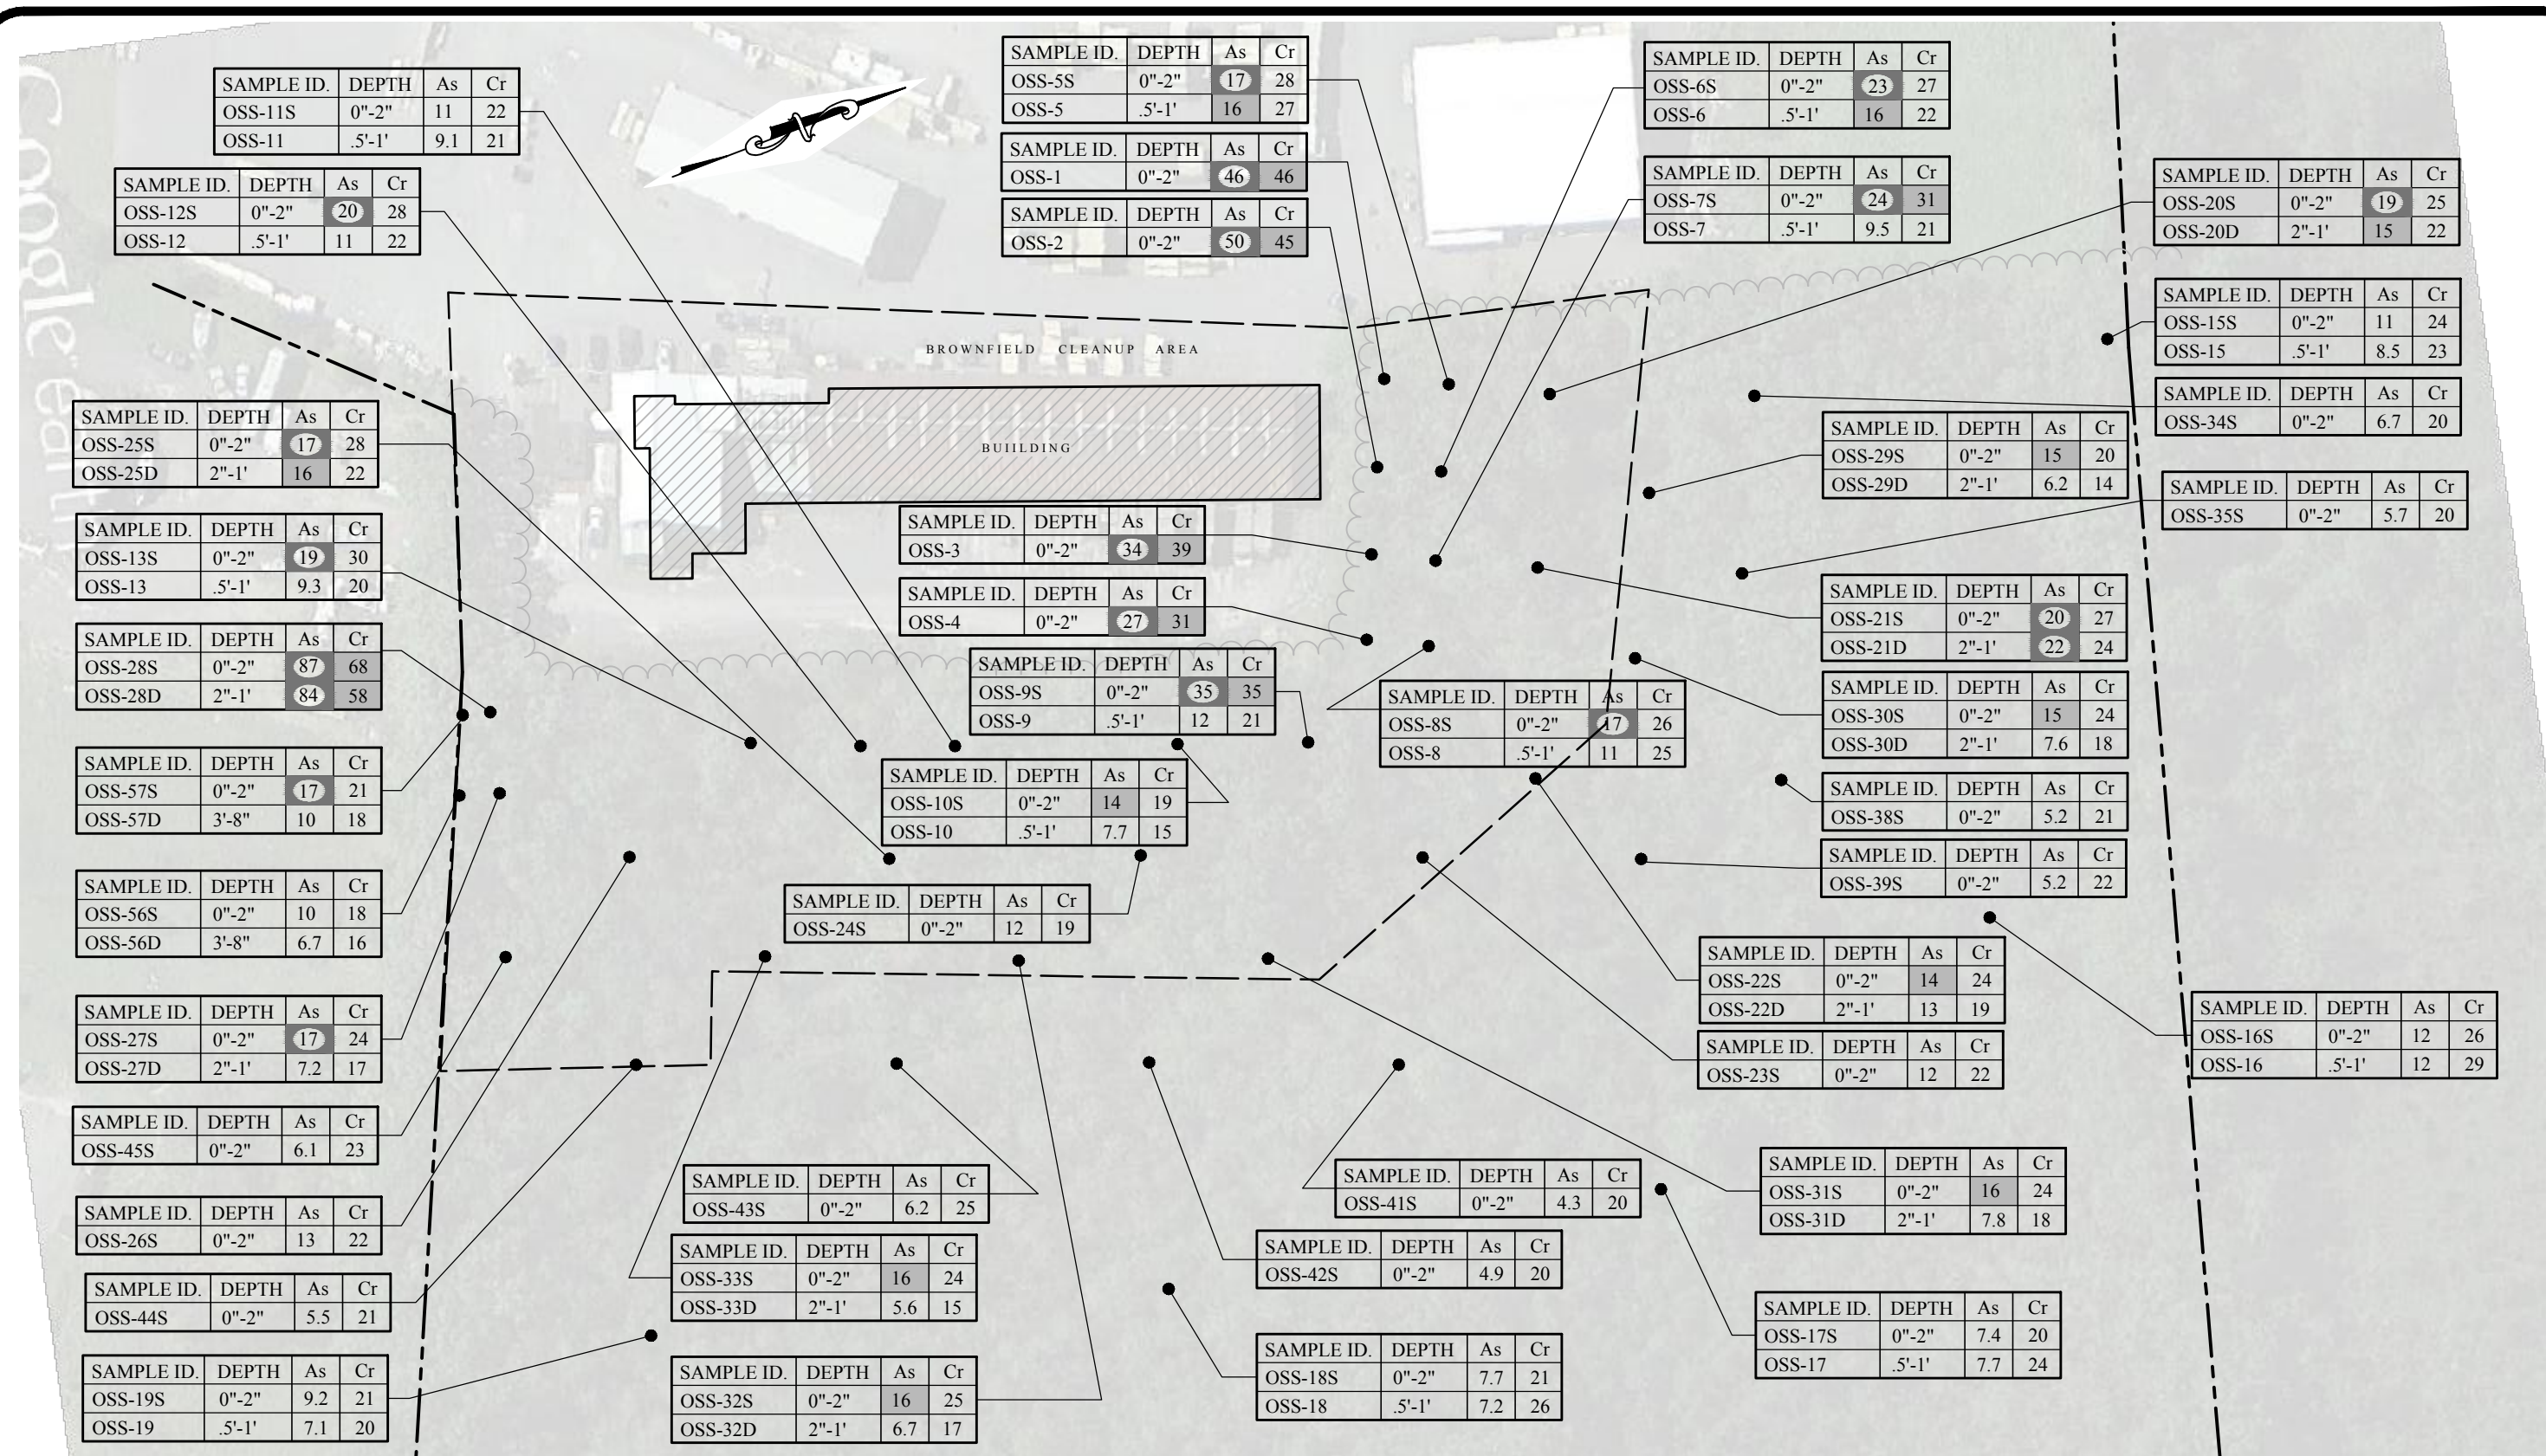 Google earth
SAMPLE ID. DEPTH As Cr
OSS-11S 0"-2" 11 22
OSS-11 .5'-1' 9.1 21
SAMPLE ID. DEPTH As Cr
OSS-12S 0"-2" 20 28
OSS-12 .5'-1' 11 22
N
SAMPLE ID. DEPTH As Cr
OSS-5S 0"-2" 17 28
OSS-5 .5'-1' 16 27
SAMPLE ID. DEPTH As Cr
OSS-1 0"-2" 46 46
SAMPLE ID. DEPTH As Cr
OSS-2 0"-2" 50 45
SAMPLE ID. DEPTH As Cr
OSS-6S 0"-2" 23 27
OSS-6 .5'-1' 16 22
SAMPLE ID. DEPTH As Cr
OSS-7S 0"-2" 24 31
OSS-7 .5'-1' 9.5 21
SAMPLE ID. DEPTH As Cr
OSS-20S 0"-2" 19 25
OSS-20D 2"-1' 15 22
SAMPLE ID. DEPTH As Cr
OSS-15S 0"-2" 11 24
OSS-15 .5'-1' 8.5 23
SAMPLE ID. DEPTH As Cr
OSS-34S 0"-2" 6.7 20
BROWNFIELD CLEANUP AREA
BUIILDING
SAMPLE ID. DEPTH As Cr
OSS-25S 0"-2" 17 28
OSS-25D 2"-1' 16 22
SAMPLE ID. DEPTH As Cr
OSS-29S 0"-2" 15 20
OSS-29D 2"-1' 6.2 14
SAMPLE ID. DEPTH As Cr
OSS-35S 0"-2" 5.7 20
SAMPLE ID. DEPTH As Cr
OSS-13S 0"-2" 19 30
OSS-13 .5'-1' 9.3 20
SAMPLE ID. DEPTH As Cr
OSS-3 0"-2" 34 39
SAMPLE ID. DEPTH As Cr
OSS-4 0"-2" 27 31
SAMPLE ID. DEPTH As Cr
OSS-21S 0"-2" 20 27
OSS-21D 2"-1' 22 24
SAMPLE ID. DEPTH As Cr
OSS-28S 0"-2" 87 68
OSS-28D 2"-1' 84 58
SAMPLE ID. DEPTH As Cr
OSS-9S 0"-2" 35 35
OSS-9 .5'-1' 12 21
SAMPLE ID. DEPTH As Cr
OSS-8S 0"-2" 17 26
OSS-8 .5'-1' 11 25
SAMPLE ID. DEPTH As Cr
OSS-30S 0"-2" 15 24
OSS-30D 2"-1' 7.6 18
SAMPLE ID. DEPTH As Cr
OSS-57S 0"-2" 17 21
OSS-57D 3'-8" 10 18
SAMPLE ID. DEPTH As Cr
OSS-10S 0"-2" 14 19
OSS-10 .5'-1' 7.7 15
SAMPLE ID. DEPTH As Cr
OSS-38S 0"-2" 5.2 21
SAMPLE ID. DEPTH As Cr
OSS-39S 0"-2" 5.2 22
SAMPLE ID. DEPTH As Cr
OSS-56S 0"-2" 10 18
OSS-56D 3'-8" 6.7 16
SAMPLE ID. DEPTH As Cr
OSS-24S 0"-2" 12 19
SAMPLE ID. DEPTH As Cr
OSS-22S 0"-2" 14 24
OSS-22D 2"-1' 13 19
SAMPLE ID. DEPTH As Cr
OSS-23S 0"-2" 12 22
SAMPLE ID. DEPTH As Cr
OSS-16S 0"-2" 12 26
OSS-16 .5'-1' 12 29
SAMPLE ID. DEPTH As Cr
OSS-27S 0"-2" 17 24
OSS-27D 2"-1' 7.2 17
SAMPLE ID. DEPTH As Cr
OSS-45S 0"-2" 6.1 23
SAMPLE ID. DEPTH As Cr
OSS-26S 0"-2" 13 22
SAMPLE ID. DEPTH As Cr
OSS-43S 0"-2" 6.2 25
SAMPLE ID. DEPTH As Cr
OSS-41S 0"-2" 4.3 20
SAMPLE ID. DEPTH As Cr
OSS-31S 0"-2" 16 24
OSS-31D 2"-1' 7.8 18
SAMPLE ID. DEPTH As Cr
OSS-33S 0"-2" 16 24
OSS-33D 2"-1' 5.6 15
SAMPLE ID. DEPTH As Cr
OSS-42S 0"-2" 4.9 20
SAMPLE ID. DEPTH As Cr
OSS-44S 0"-2" 5.5 21
SAMPLE ID. DEPTH As Cr
OSS-17S 0"-2" 7.4 20
OSS-17 .5'-1' 7.7 24
SAMPLE ID. DEPTH As Cr
OSS-19S 0"-2" 9.2 21
OSS-19 .5'-1' 7.1 20
SAMPLE ID. DEPTH As Cr
OSS-32S 0"-2" 16 25
OSS-32D 2"-1' 6.7 17
SAMPLE ID. DEPTH As Cr
OSS-18S 0"-2" 7.7 21
OSS-18 .5'-1' 7.2 26